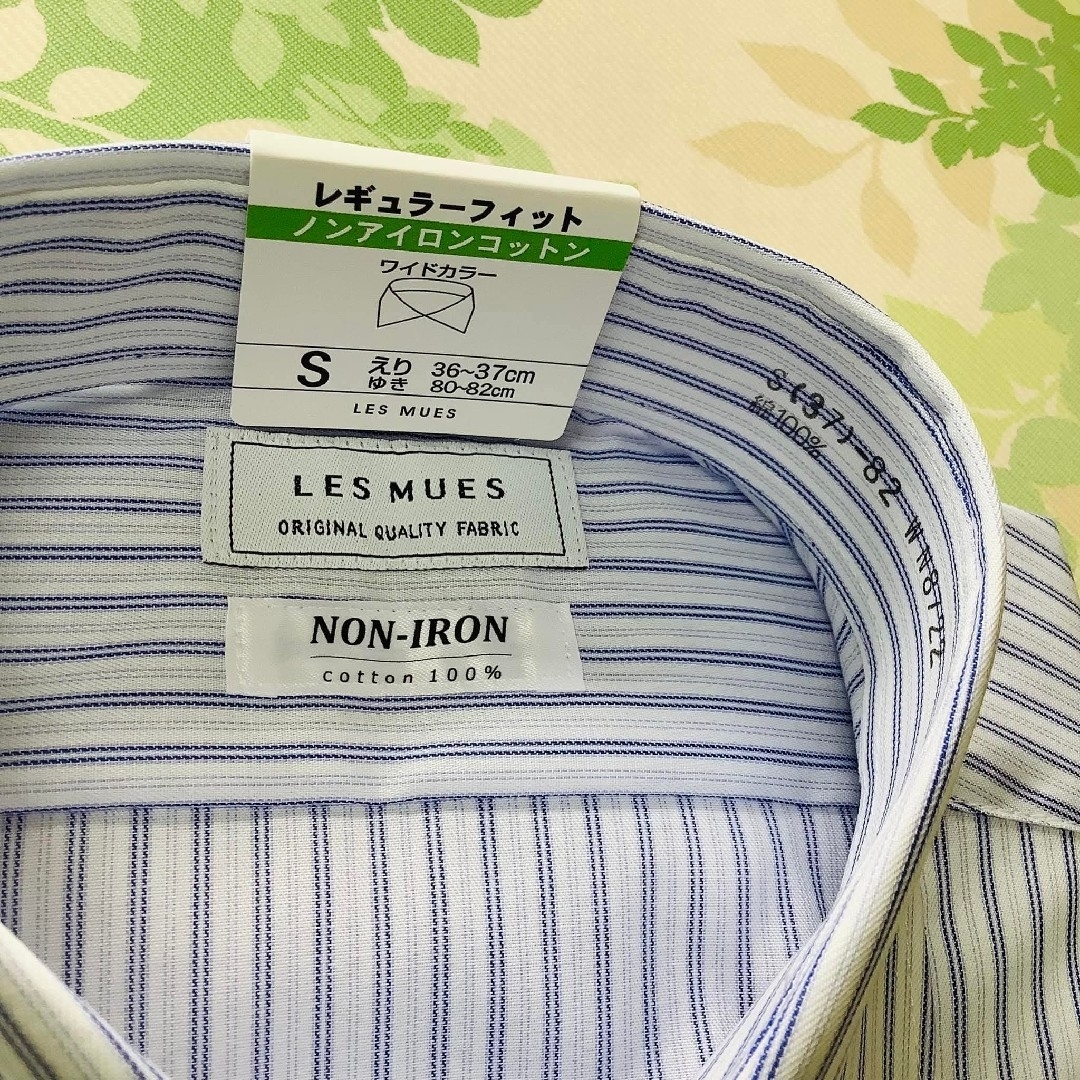 レギュラーフィット
ノンアイロンコットン
ワイドカラー
S えり 36~37cm
ゆき 80~82cm
LES MUES
LES MUES
ORIGINAL QUALITY FABRIC
NON-IRON
cotton 100%
S(37)-82
綿100%